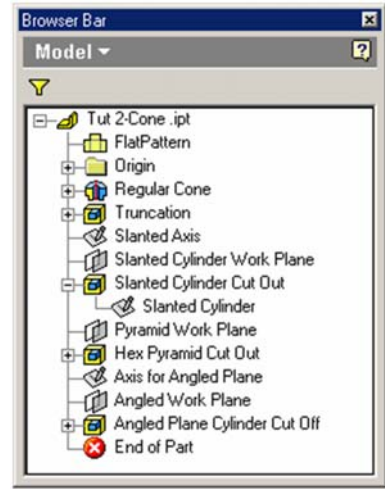 Browser Bar
Model
Tut 2-Cone .ipt
FlatPattern
Origin
Regular Cone
Truncation
Slanted Axis
Slanted Cylinder Work Plane
Slanted Cylinder Cut Out
Slanted Cylinder
Pyramid Work Plane
Hex Pyramid Cut Out
Axis for Angled Plane
Angled Work Plane
Angled Plane Cylinder Cut Off
End of Part